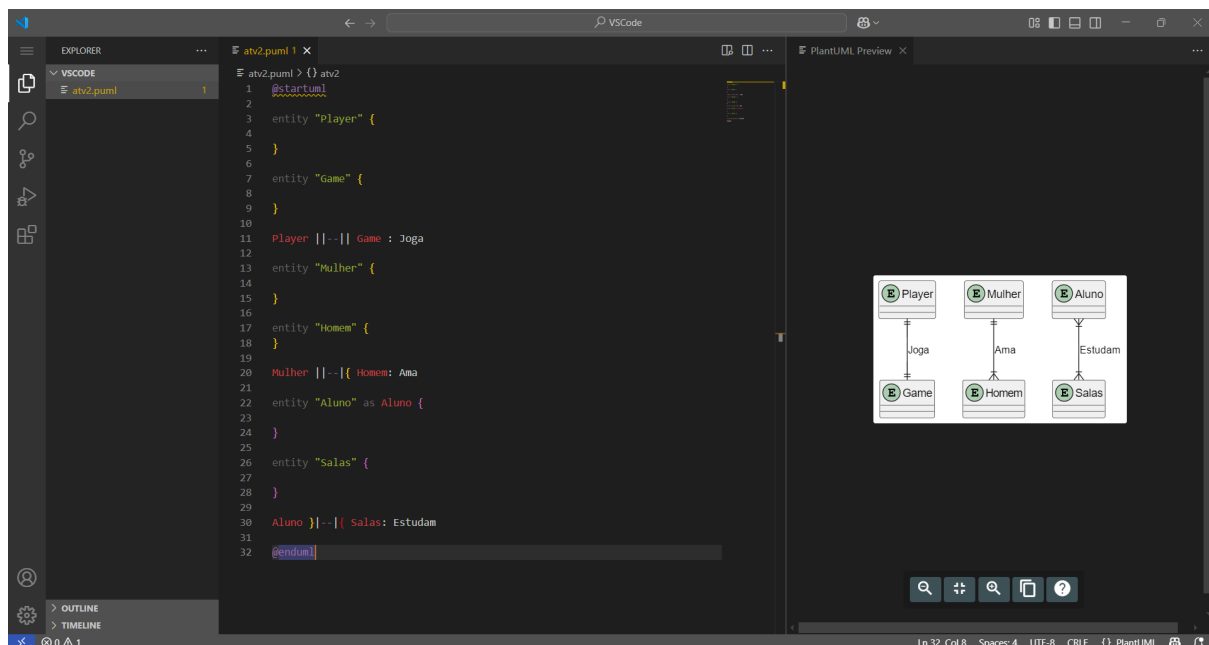 VSCode
EXPLORER
VSCODE
atv2.puml 1
OUTLINE
TIMELINE
atv2.puml 1
atv2.puml > {} atv2
1 @startuml
2
3 entity "Player" {
4
5 }
6
7 entity "Game" {
8
9 }
10
11 Player ||--|| Game : Joga
12
13 entity "Mulher" {
14
15 }
16
17 entity "Homem" {
18 }
19
20 Mulher ||--|{ Homem: Ama
21
22 entity "Aluno" as Aluno {
23
24 }
25
26 entity "Salas" {
27
28 }
29
30 Aluno }|--|{ Salas: Estudam
31
32 @enduml
PlantUML Preview
E Player
E Mulher
E Aluno
Joga
Ama
Estudam
E Game
E Homem
E Salas
0 1
Ln 32, Col 8 Spaces: 4 UTF-8 CRLF {} PlantUML